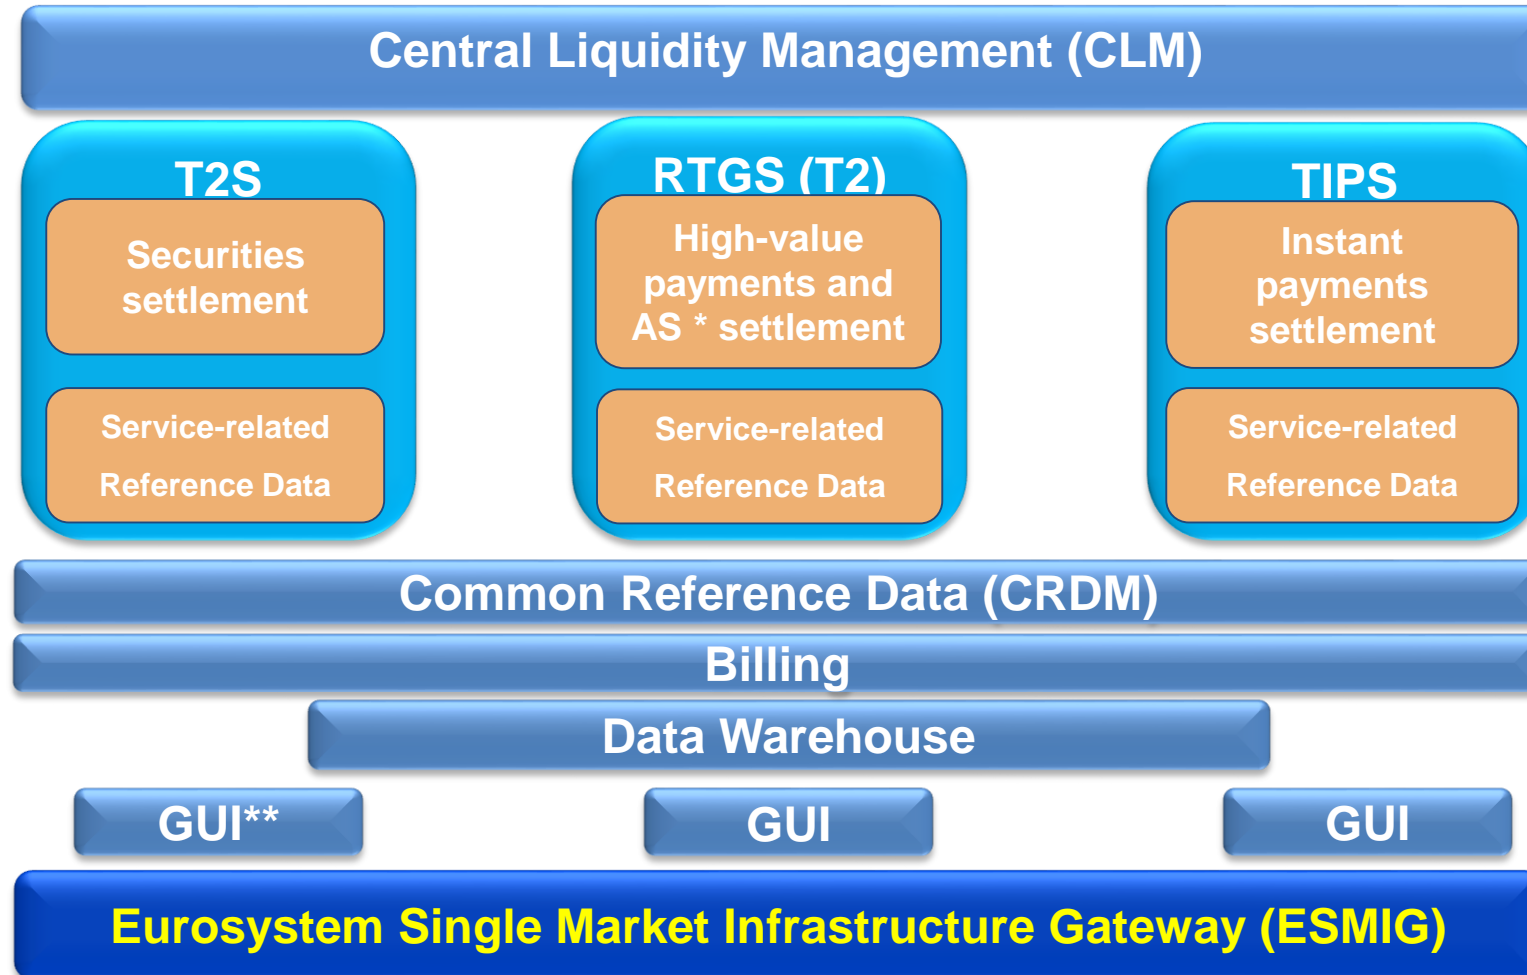 Central Liquidity Management (CLM)
T2S
Securities
settlement
Service-related
Reference Data
RTGS (T2)
High-value
payments and
AS * settlement
Service-related
Reference Data
TIPS
Instant
payments
settlement
Service-related
Reference Data
Common Reference Data (CRDM)
Billing
Data Warehouse
GUI**
GUI
GUI
Eurosystem Single Market Infrastructure Gateway (ESMIG)